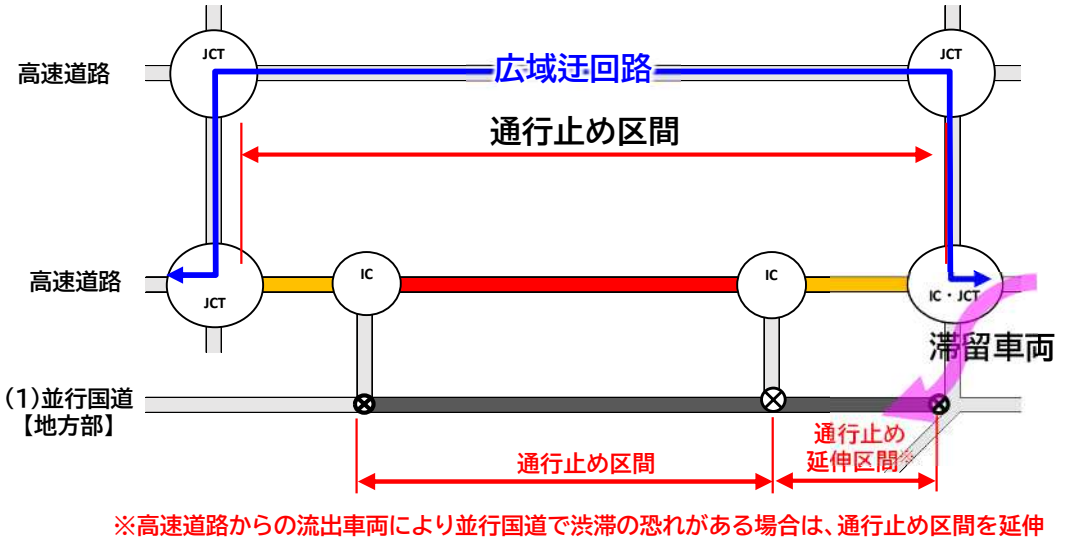 JCT
JCT
高速道路
広域迂回路
通行止め区間
高速道路
JCT
IC
IC
IC・JCT
滞留車両
(1)並行国道
【地方部】
通行止め
延伸区間※
通行止め区間
※高速道路からの流出車両により並行国道で渋滞の恐れがある場合は、通行止め区間を延伸